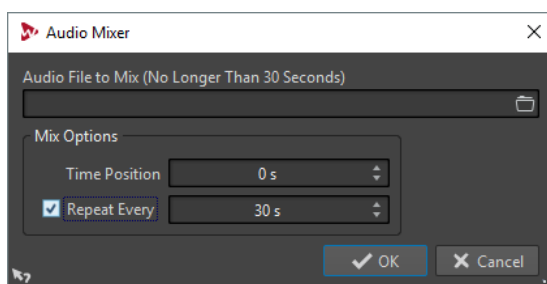 Audio Mixer
Audio File to Mix (No Longer Than 30 Seconds)
Mix Options
Time Position 0 s
Repeat Every 30 s
OK Cancel